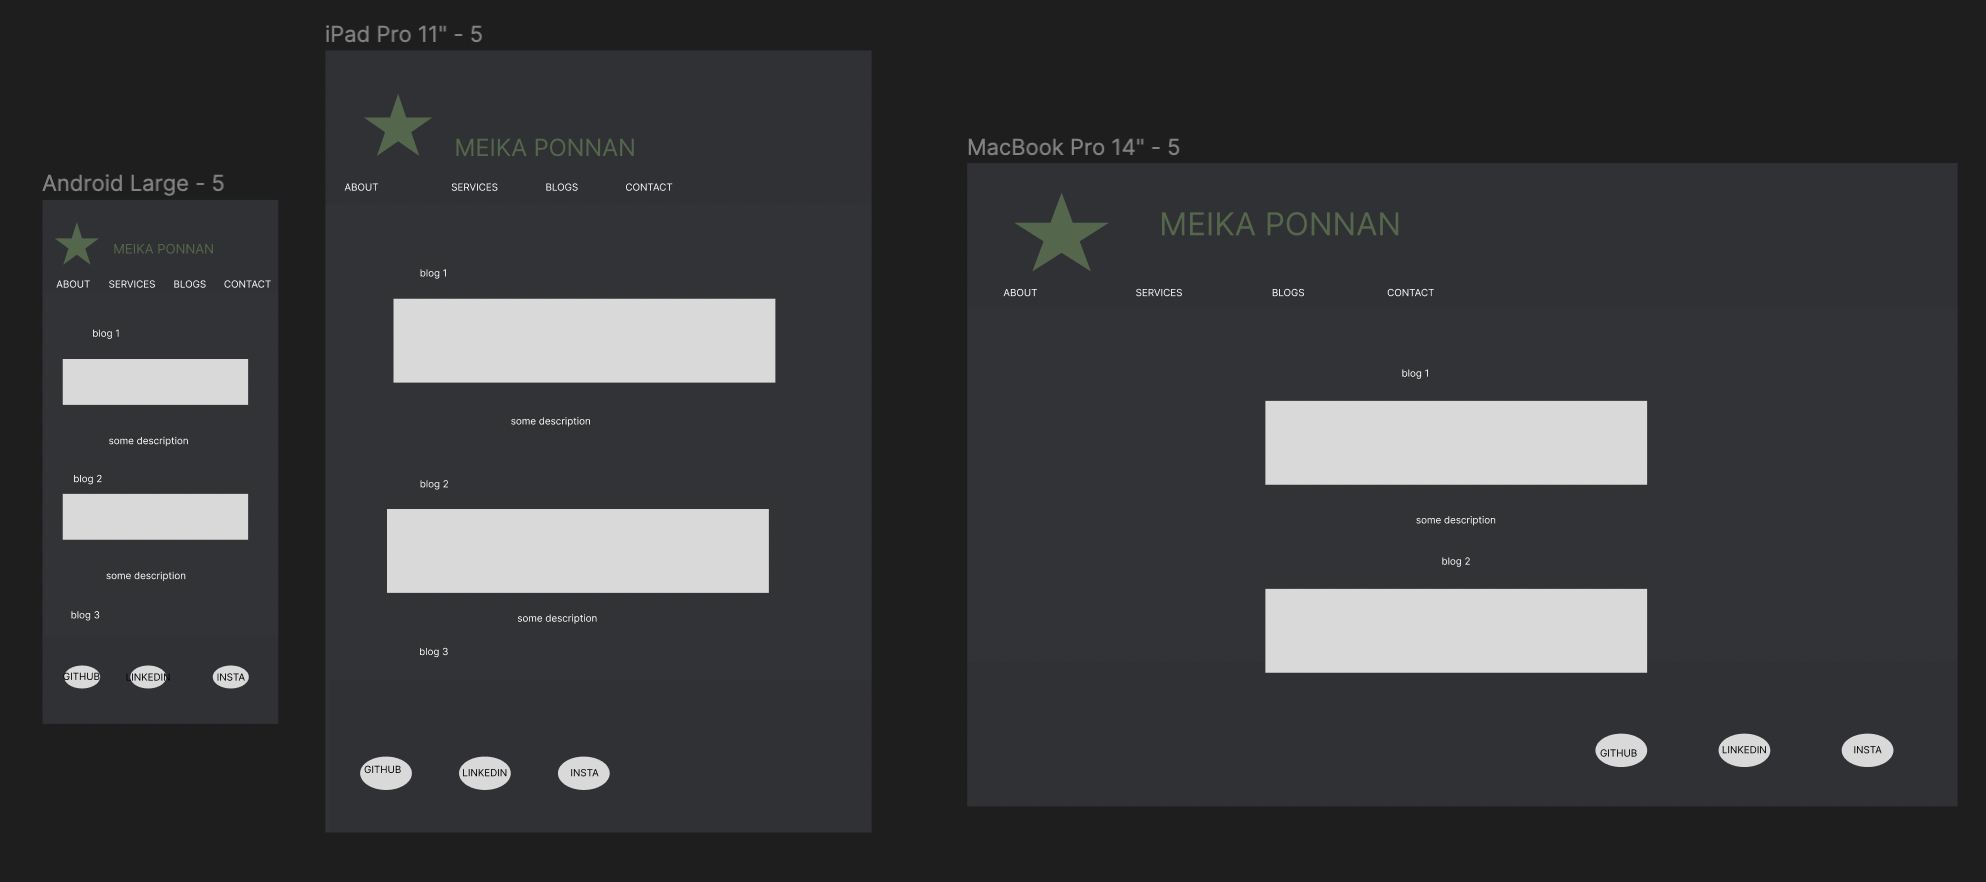 iPad Pro 11" - 5
MEIKA PONNAN
ABOUT SERVICES BLOGS CONTACT
blog 1
some description
blog 2
some description
blog 3
GITHUB LINKEDIN INSTA
Android Large - 5
MEIKA PONNAN
ABOUT SERVICES BLOGS CONTACT
blog 1
some description
blog 2
some description
blog 3
GITHUB LINKEDIN INSTA
MacBook Pro 14" - 5
MEIKA PONNAN
ABOUT SERVICES BLOGS CONTACT
blog 1
some description
blog 2
GITHUB LINKEDIN INSTA